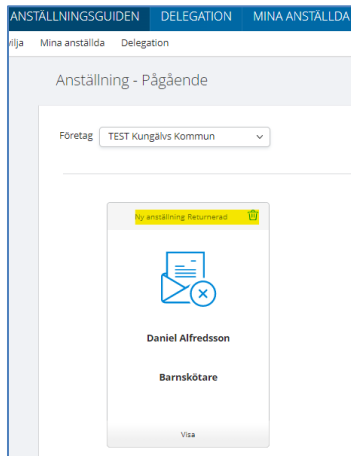 ANSTÄLLNINGSGUIDEN DELEGATION MINA ANSTÄLLDA
vilja Mina anställda Delegation
Anställning - Pågående
Företag TEST Kungälvs Kommun
Ny anställning Returnerad
Daniel Alfredsson
Barnskötare
Visa